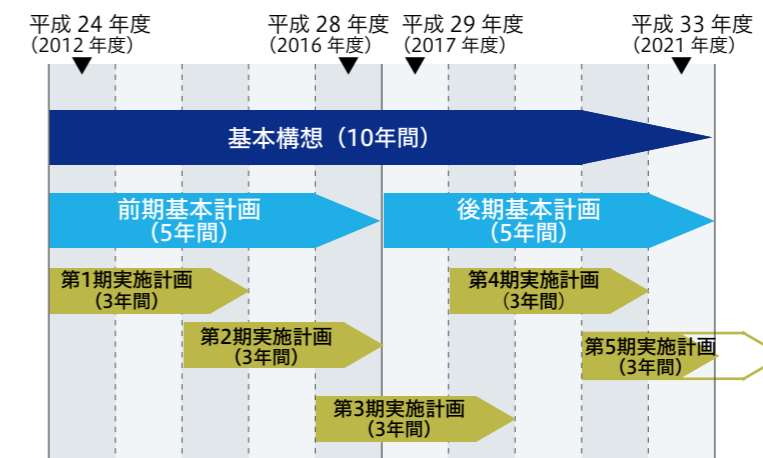 平成 24 年度
（2012 年度）
平成 28 年度
（2016 年度）
平成 29 年度
（2017 年度）
平成 33 年度
（2021 年度）
基本構想（10年間）
前期基本計画
（5年間）
後期基本計画
（5年間）
第1期実施計画
（3年間）
第4期実施計画
（3年間）
第2期実施計画
（3年間）
第5期実施計画
（3年間）
第3期実施計画
（3年間）